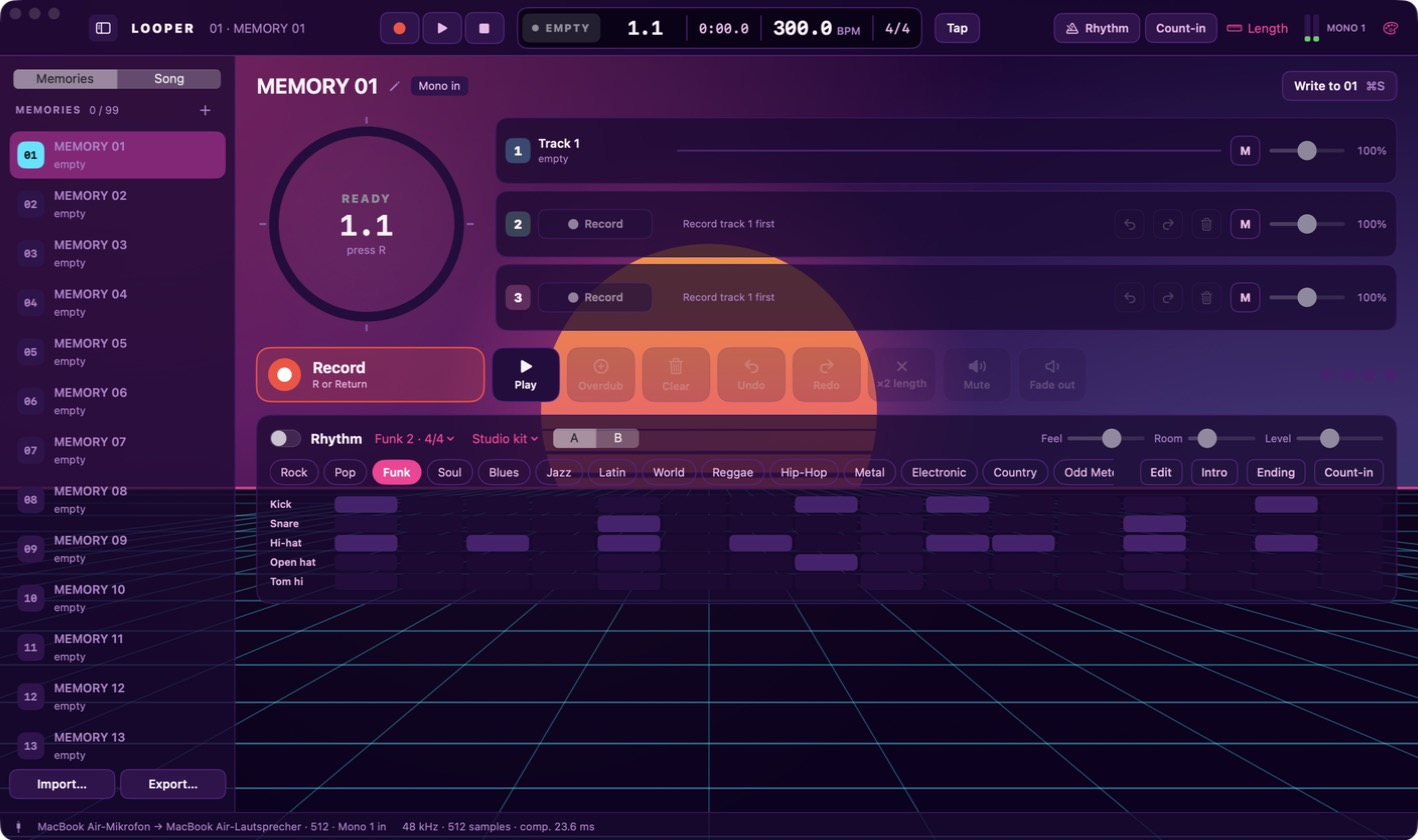 LOOPER 01 · MEMORY 01
EMPTY 1.1 0:00.0 300.0 BPM 4/4 Tap
Rhythm Count-in Length MONO 1
Memories Song
MEMORIES 0 / 99 +
01 MEMORY 01
empty
02 MEMORY 02
empty
03 MEMORY 03
empty
04 MEMORY 04
empty
05 MEMORY 05
empty
06 MEMORY 06
empty
07 MEMORY 07
empty
08 MEMORY 08
empty
09 MEMORY 09
empty
10 MEMORY 10
empty
11 MEMORY 11
empty
12 MEMORY 12
empty
13 MEMORY 13
empty
Import... Export...
MEMORY 01 Mono in Write to 01 ⌘S
READY
1.1
press R
1 Track 1 M 100%
empty
2 Record Record track 1 first M 100%
3 Record Record track 1 first M 100%
Record
R or Return
Play Overdub Clear Undo Redo ×2 length Mute Fade out
Rhythm Funk 2 · 4/4 Studio kit A B Feel Room Level
Rock Pop Funk Soul Blues Jazz Latin World Reggae Hip-Hop Metal Electronic Country Odd Edit Intro Ending Count-in
Kick
Snare
Hi-hat
Open hat
Tom hi
MacBook Air-Mikrofon → MacBook Air-Lautsprecher · 512 · Mono 1 in 48 kHz · 512 samples · comp. 23.6 ms